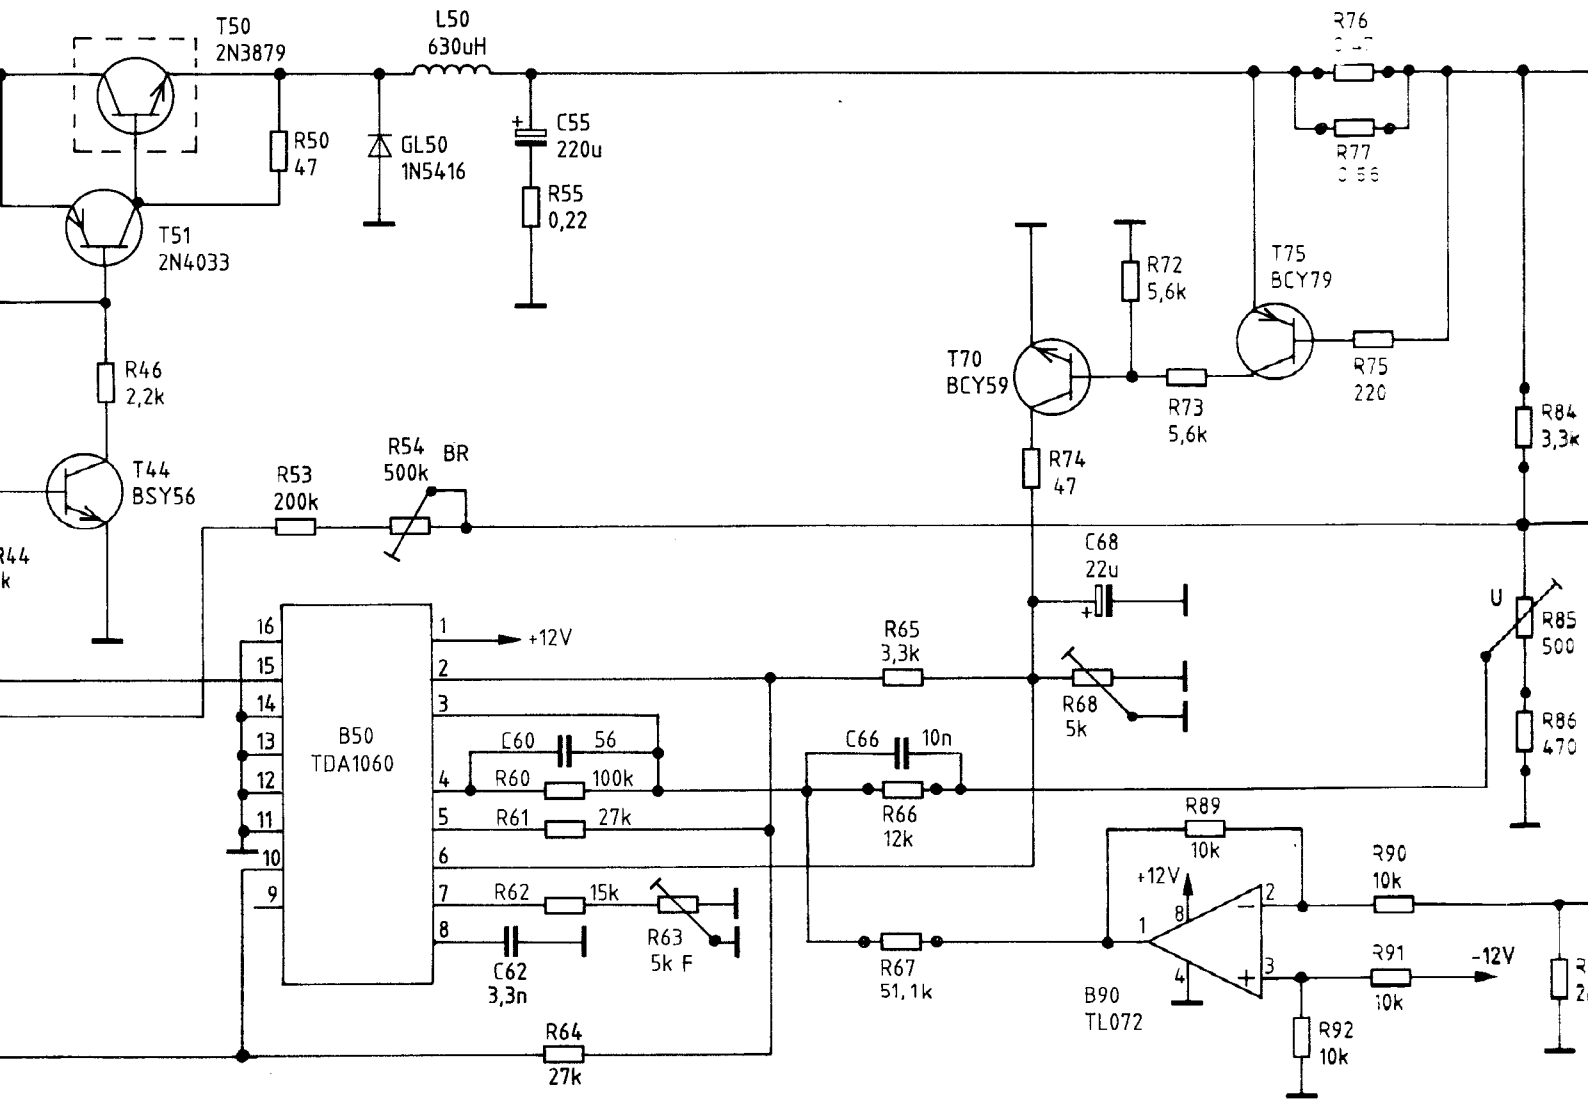 T50
2N3879
L50
630uH
R76
R50
47
GL50
1N5416
+
C55
220u
R77
R55
0,22
T51
2N4033
R72
5,6k
T75
BCY79
R46
2,2k
T70
BCY59
R73
5,6k
R75
220
R84
3,3k
R54
500k
BR
R53
200k
T44
BSY56
R74
47
R44
k
C68
22u
+
U
R85
500
16
15
14
13
12
11
10
9
B50
TDA1060
1
2
3
4
5
6
7
8
+12V
R65
3,3k
R68
5k
R86
470
C60
56
R60
100k
R61
27k
C66
10n
R66
12k
R89
10k
R62
15k
R63
5k F
C62
3,3n
R67
51,1k
+12V
8
1
2
−
3
+
4
B90
TL072
R90
10k
R91
10k
-12V
R92
10k
R
2
R64
27k